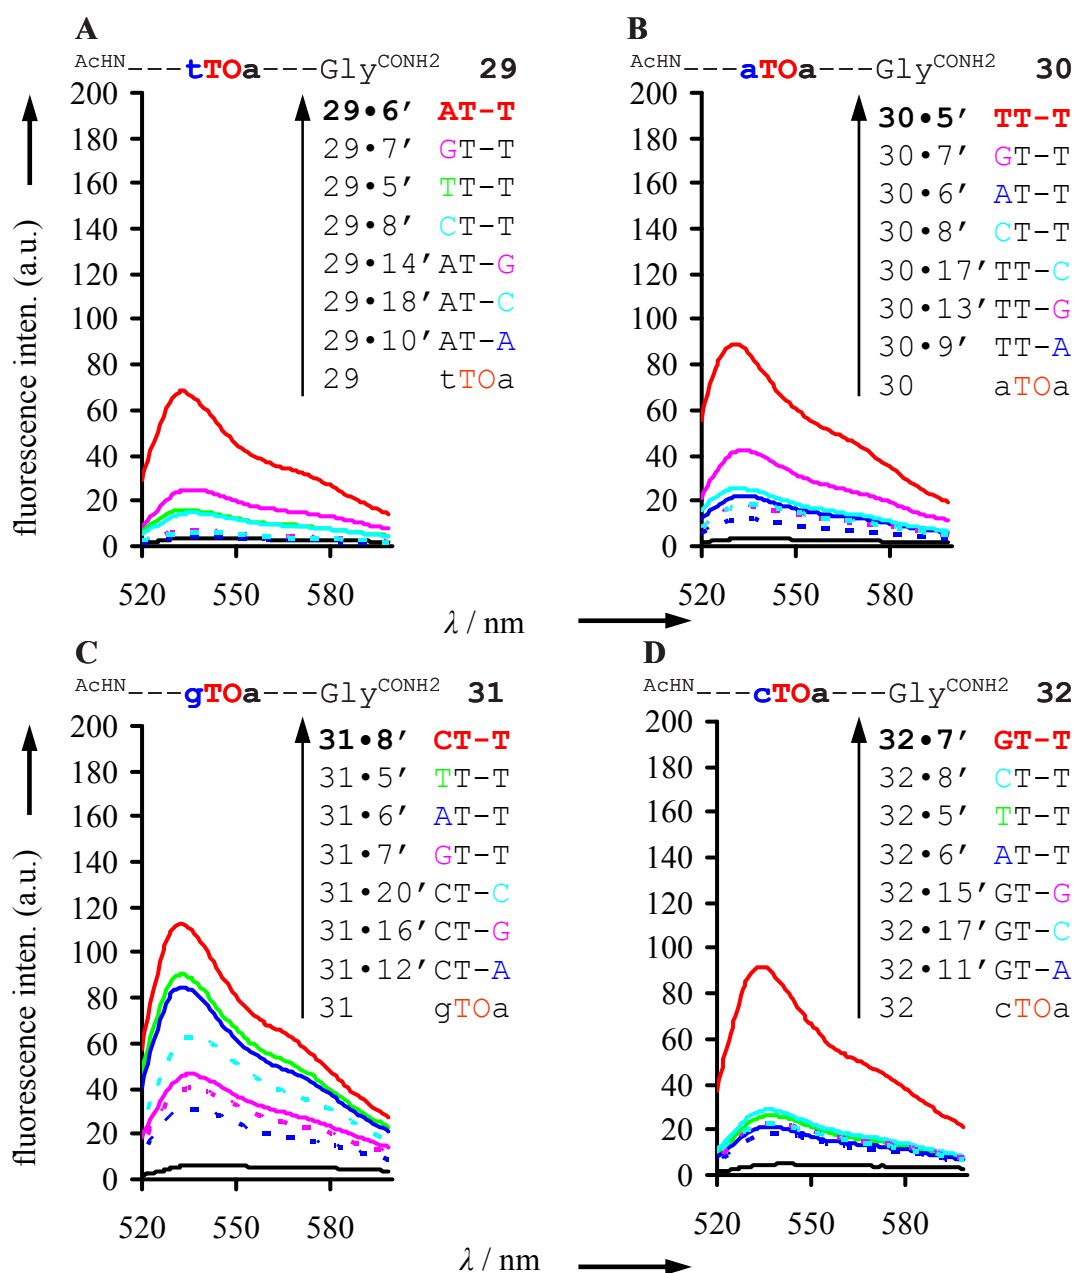 A
AcHN---tTOa---GlyCONH2 29
29•6′ AT-T
29•7′ GT-T
29•5′ TT-T
29•8′ CT-T
29•14′AT-G
29•18′AT-C
29•10′AT-A
29 tTOa
200
180
160
140
120
100
80
60
40
20
0
520 550 580
fluorescence inten. (a.u.)
B
AcHN---aTOa---GlyCONH2 30
30•5′ TT-T
30•7′ GT-T
30•6′ AT-T
30•8′ CT-T
30•17′TT-C
30•13′TT-G
30•9′ TT-A
30 aTOa
200
180
160
140
120
100
80
60
40
20
0
520 550 580
λ / nm
C
AcHN---gTOa---GlyCONH2 31
31•8′ CT-T
31•5′ TT-T
31•6′ AT-T
31•7′ GT-T
31•20′CT-C
31•16′CT-G
31•12′CT-A
31 gTOa
200
180
160
140
120
100
80
60
40
20
0
520 550 580
fluorescence inten. (a.u.)
D
AcHN---cTOa---GlyCONH2 32
32•7′ GT-T
32•8′ CT-T
32•5′ TT-T
32•6′ AT-T
32•15′GT-G
32•17′GT-C
32•11′GT-A
32 cTOa
200
180
160
140
120
100
80
60
40
20
0
520 550 580
λ / nm